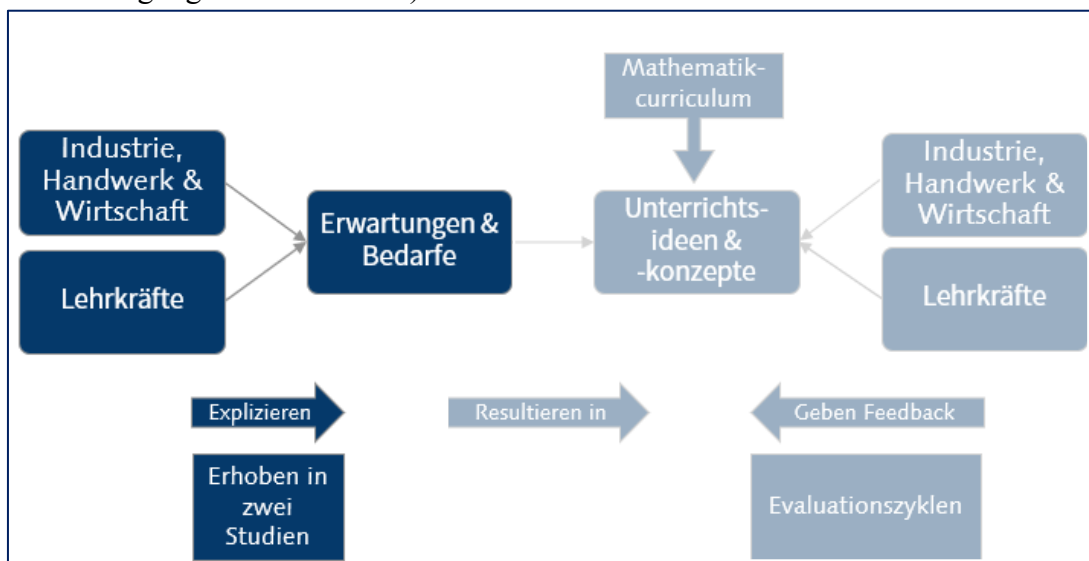 Mathematik-
curriculum
Industrie,
Handwerk &
Wirtschaft
Lehrkräfte
Erwartungen &
Bedarfe
Unterrichts-
ideen &
-konzepte
Industrie,
Handwerk &
Wirtschaft
Lehrkräfte
Explizieren
Resultieren in
Geben Feedback
Erhoben in
zwei
Studien
Evaluationszyklen